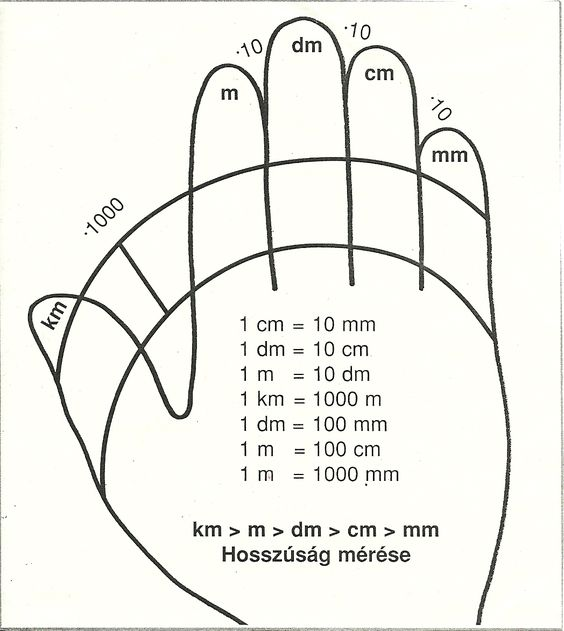 ·10
dm
·10
m
cm
·10
mm
·1000
km
1 cm = 10 mm
1 dm = 10 cm
1 m = 10 dm
1 km = 1000 m
1 dm = 100 mm
1 m = 100 cm
1 m = 1000 mm
km > m > dm > cm > mm
Hosszúság mérése